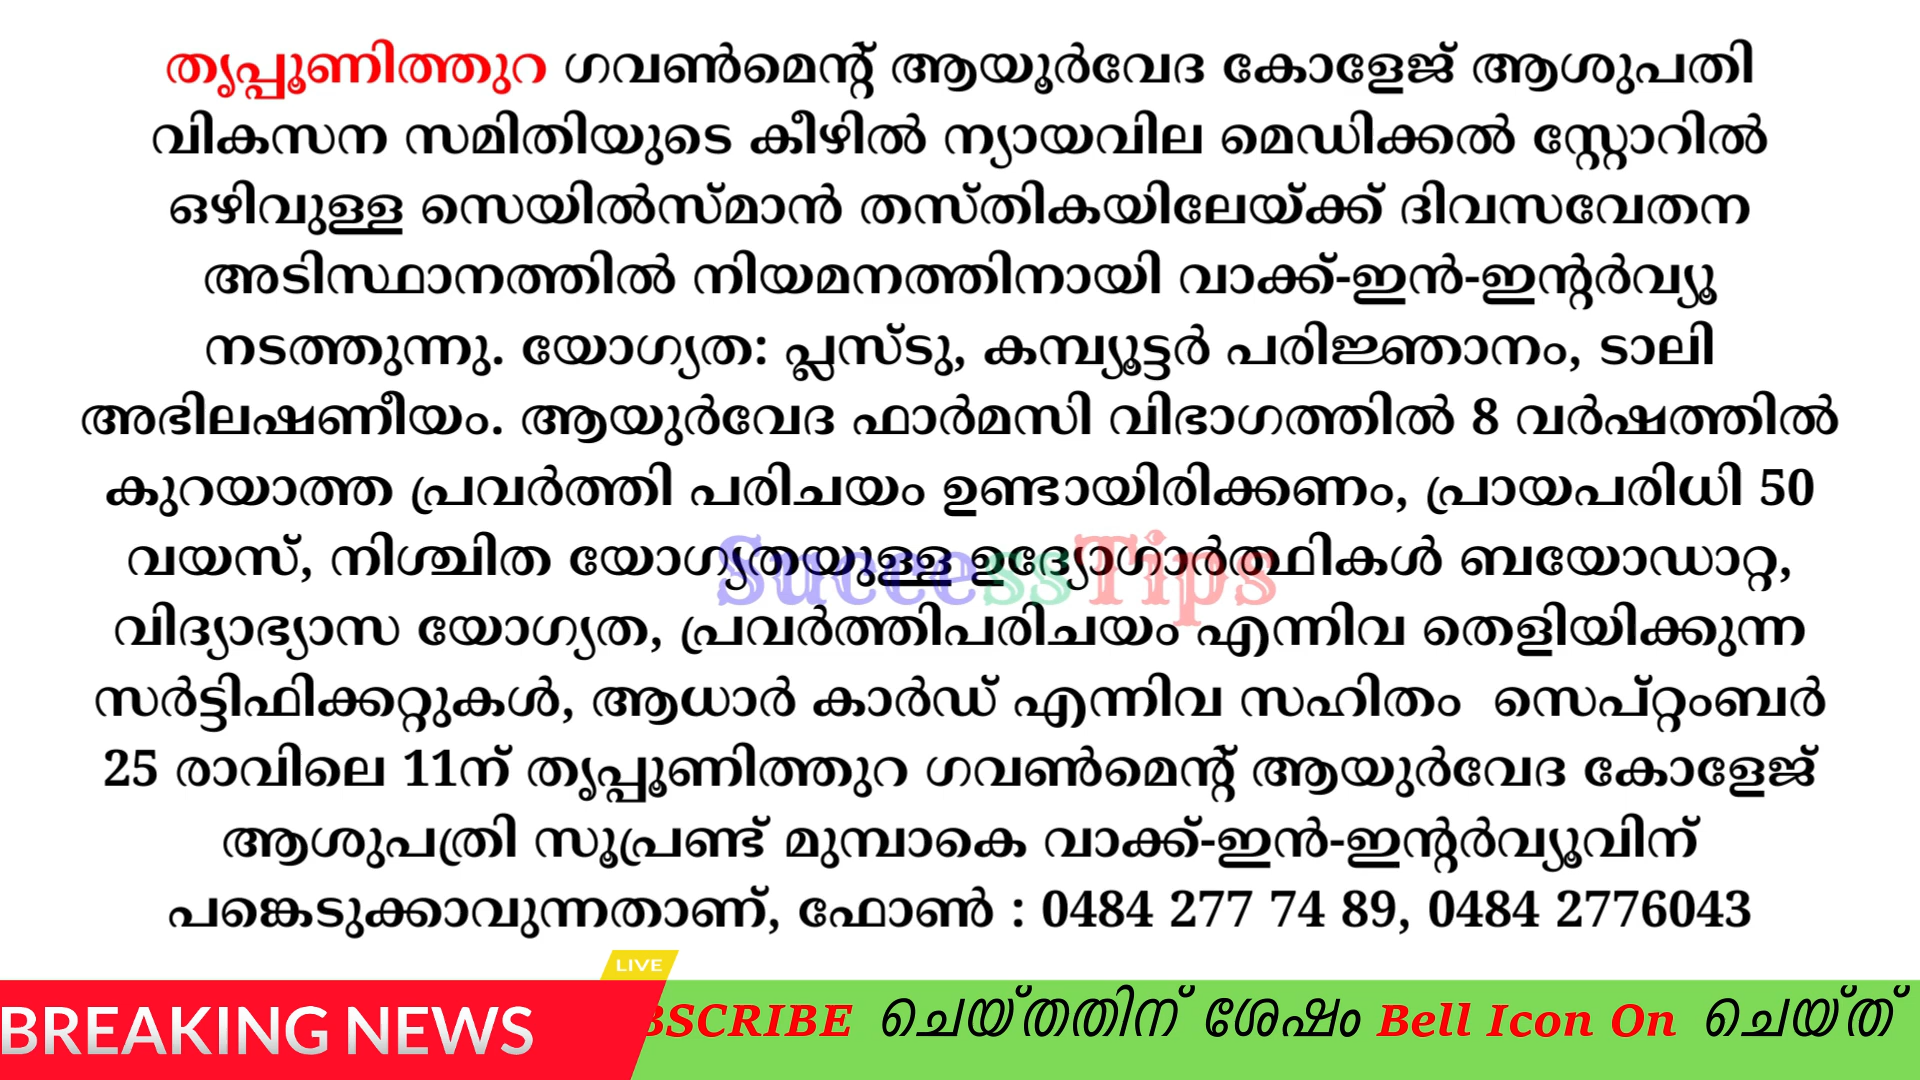 തൃപ്പൂണിത്തുറ ഗവൺമെന്റ് ആയൂർവേദ കോളേജ് ആശുപതി
വികസന സമിതിയുടെ കീഴിൽ ന്യായവില മെഡിക്കൽ സ്റ്റോറിൽ
ഒഴിവുള്ള സെയിൽസ്മാൻ തസ്തികയിലേയ്ക്ക് ദിവസവേതന
അടിസ്ഥാനത്തിൽ നിയമനത്തിനായി വാക്ക്-ഇൻ-ഇന്റർവ്യൂ
നടത്തുന്നു. യോഗ്യത: പ്ലസ്ടു, കമ്പ്യൂട്ടർ പരിജ്ഞാനം, ടാലി
അഭിലഷണീയം. ആയുർവേദ ഫാർമസി വിഭാഗത്തിൽ 8 വർഷത്തിൽ
കുറയാത്ത പ്രവർത്തി പരിചയം ഉണ്ടായിരിക്കണം, പ്രായപരിധി 50
വയസ്, നിശ്ചിത യോഗ്യതയുള്ള ഉദ്യോഗാർത്ഥികൾ ബയോഡാറ്റ,
SuccessTips
വിദ്യാഭ്യാസ യോഗ്യത, പ്രവർത്തിപരിചയം എന്നിവ തെളിയിക്കുന്ന
സർട്ടിഫിക്കറ്റുകൾ, ആധാർ കാർഡ് എന്നിവ സഹിതം സെപ്റ്റംബർ
25 രാവിലെ 11ന് തൃപ്പൂണിത്തുറ ഗവൺമെന്റ് ആയുർവേദ കോളേജ്
ആശുപത്രി സൂപ്രണ്ട് മുമ്പാകെ വാക്ക്-ഇൻ-ഇന്റർവ്യൂവിന്
പങ്കെടുക്കാവുന്നതാണ്, ഫോൺ : 0484 277 74 89, 0484 2776043
LIVE
BREAKING NEWS
BSCRIBE ചെയ്തതിന് ശേഷം Bell Icon On ചെയ്ത്